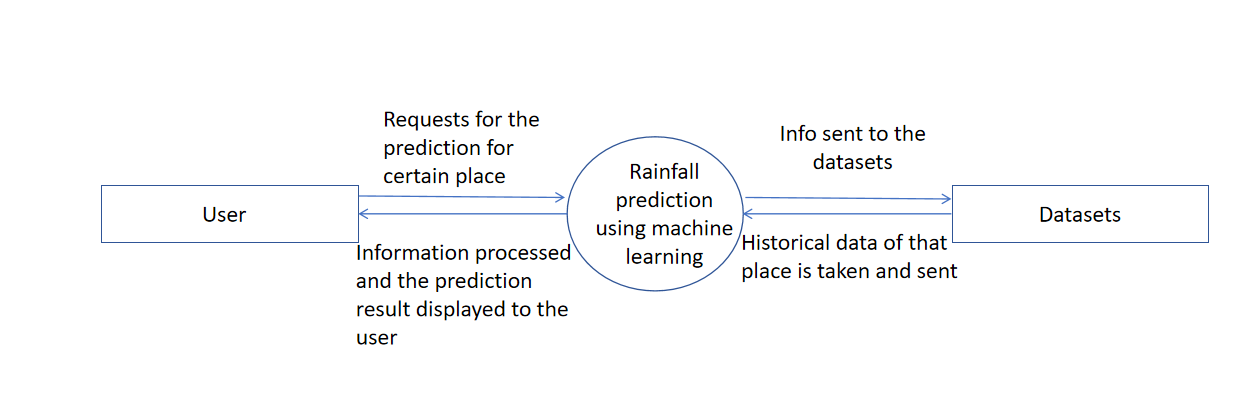 Requests for the
prediction for
certain place
Info sent to the
datasets
User
Rainfall
prediction
using machine
learning
Datasets
Information processed
and the prediction
result displayed to the
user
Historical data of that
place is taken and sent